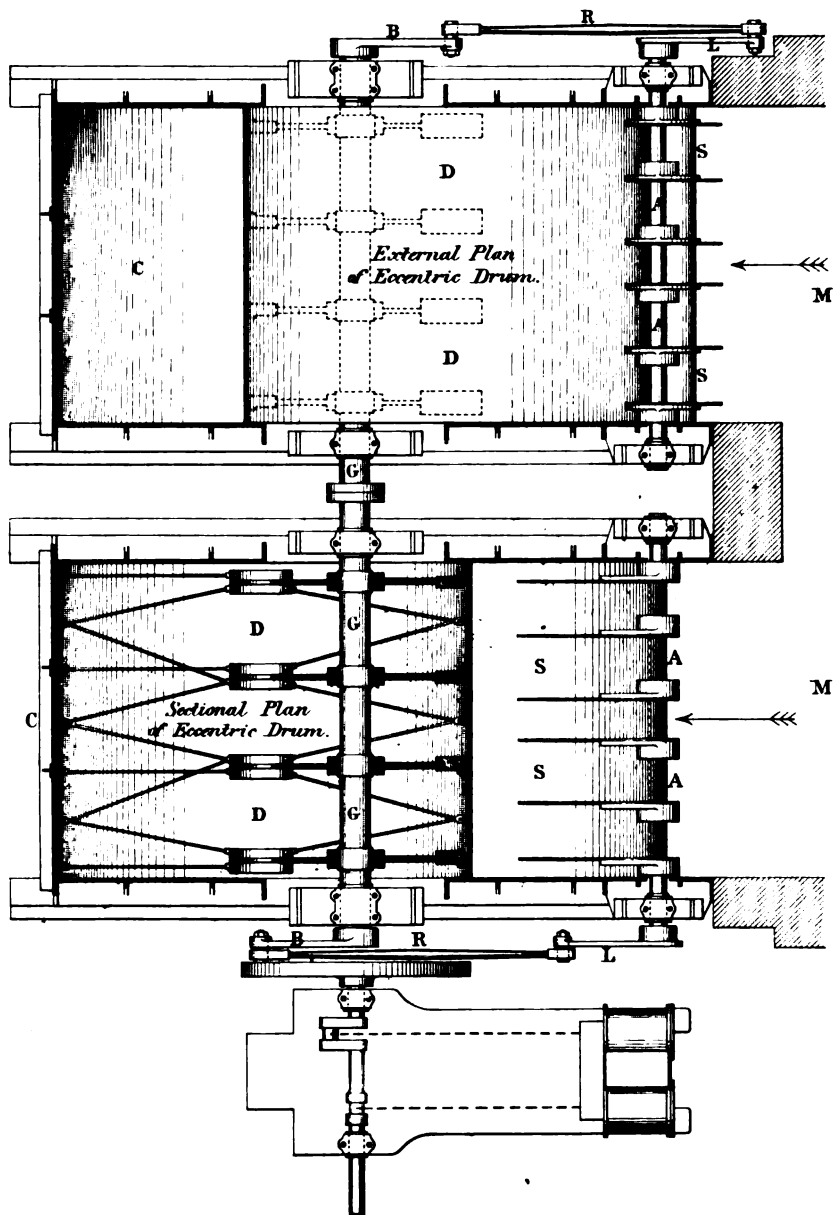 B R
L
D S
A
C External Plan
of Eccentric Drum.
M
A
D
S
G
D G
S A
M
C Sectional Plan
of Eccentric Drum.
S A
D G
B R
L